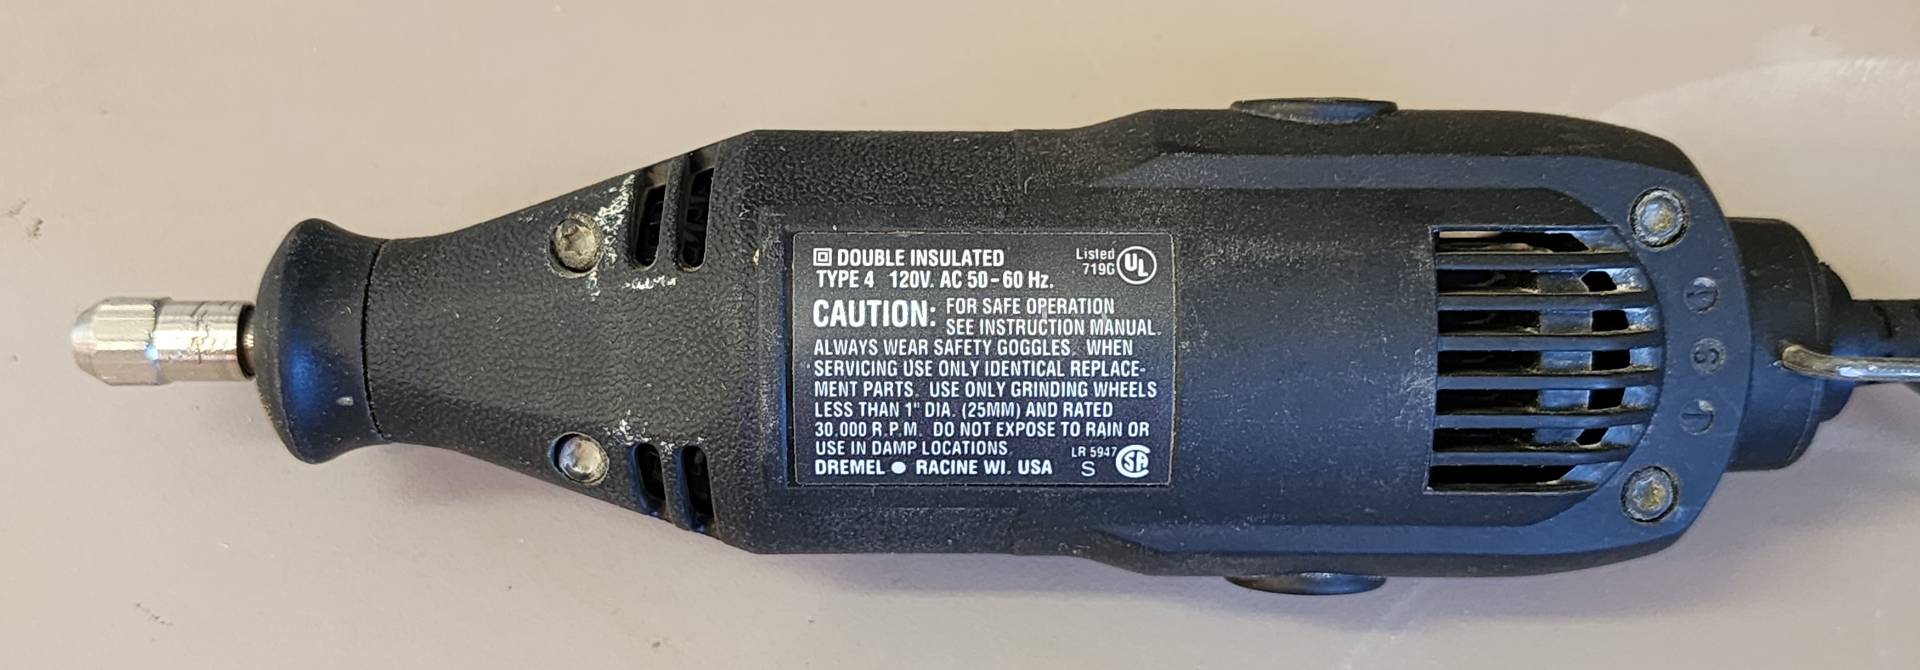 DOUBLE INSULATED
Listed
719G
UL
TYPE 4 120V. AC 50-60 Hz.
CAUTION: FOR SAFE OPERATION
SEE INSTRUCTION MANUAL.
ALWAYS WEAR SAFETY GOGGLES. WHEN
SERVICING USE ONLY IDENTICAL REPLACE-
MENT PARTS. USE ONLY GRINDING WHEELS
LESS THAN 1" DIA. (25MM) AND RATED
30,000 R.P.M. DO NOT EXPOSE TO RAIN OR
USE IN DAMP LOCATIONS.
LR 5947
S
SA
DREMEL ● RACINE WI. USA